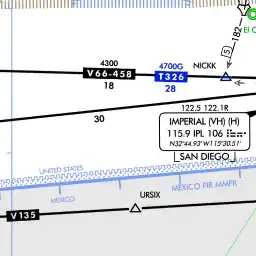 182
[5]
El C
4300
V66-458
18
4700G
T326
28
NICKK
30
122.5 122.1R
IMPERIAL (VH) (H)
115.9 IPL 106
N32°44.93' W115°30.51'
SAN DIEGO
UNITED STATES
MEXICO
MEXICO FIR MMFR
URSIX
V135